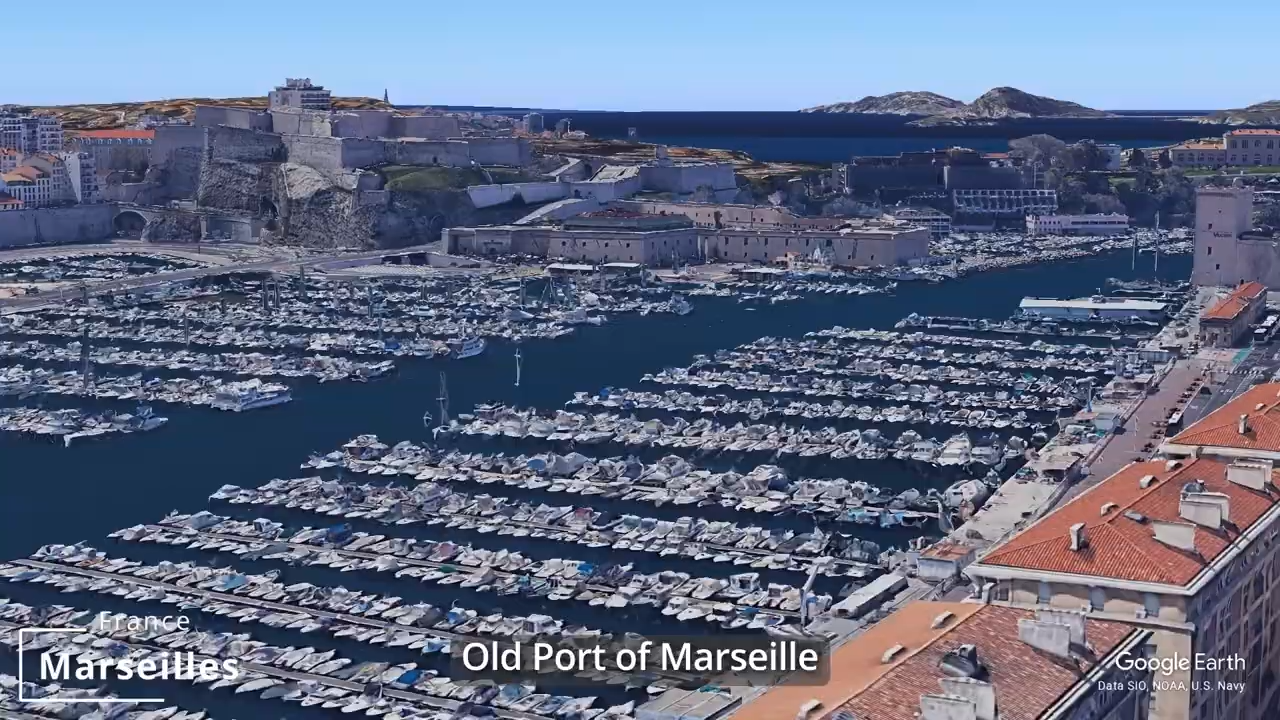 France
Marseilles
Old Port of Marseille
Google Earth
Data SIO, NOAA, U.S. Navy